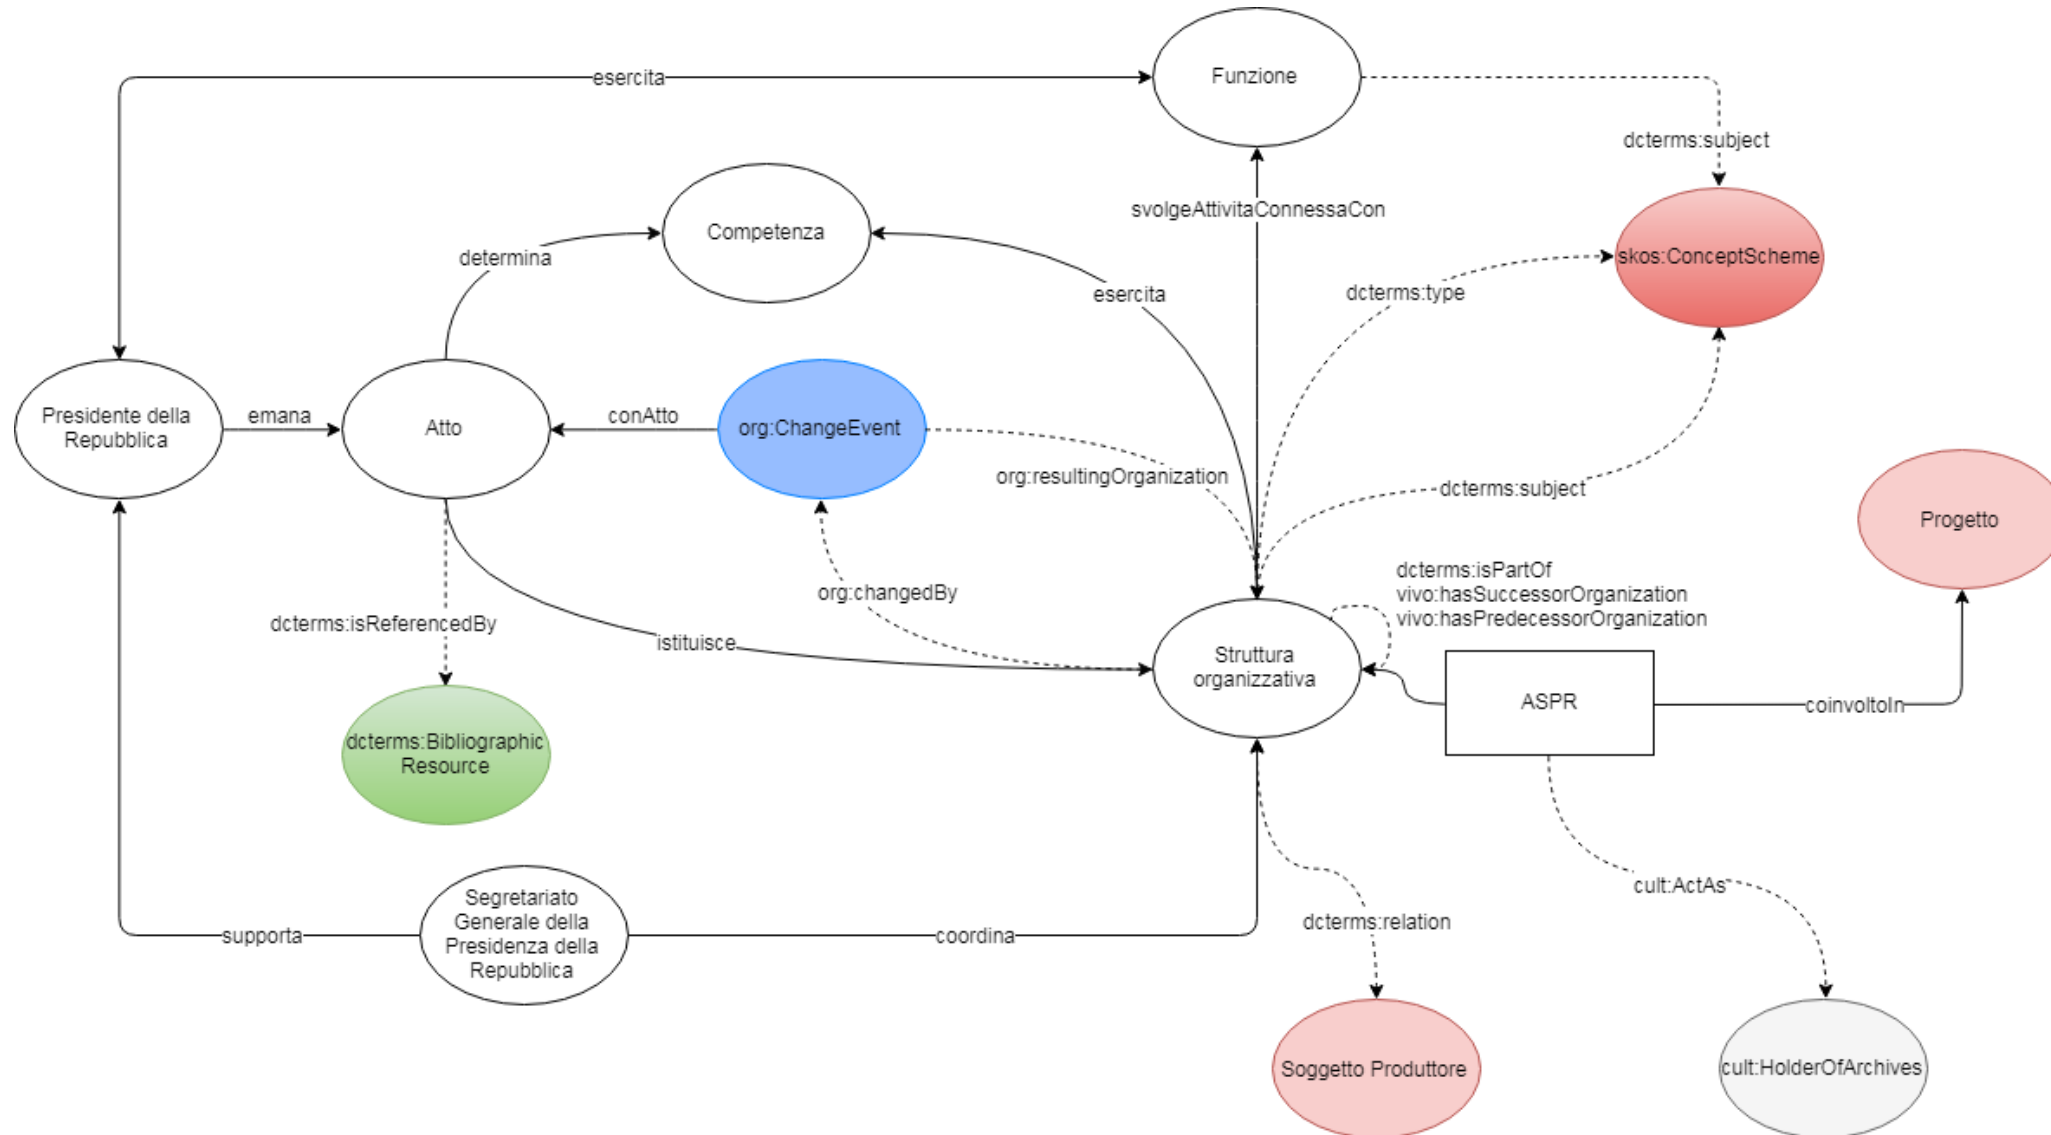 Funzione
esercita
dcterms:subject
Competenza
svolgeAttivitaConnessaCon
determina
skos:ConceptScheme
esercita
dcterms:type
Presidente della
Repubblica
emana
Atto
conAtto
org:ChangeEvent
org:resultingOrganization
dcterms:subject
Progetto
dcterms:isPartOf
vivo:hasSuccessorOrganization
vivo:hasPredecessorOrganization
org:changedBy
dcterms:isReferencedBy
istituisce
Struttura
organizzativa
ASPR
coinvoltoIn
dcterms:Bibliographic
Resource
cult:ActAs
Segretariato
Generale della
Presidenza della
Repubblica
supporta
coordina
dcterms:relation
Soggetto Produttore
cult:HolderOfArchives